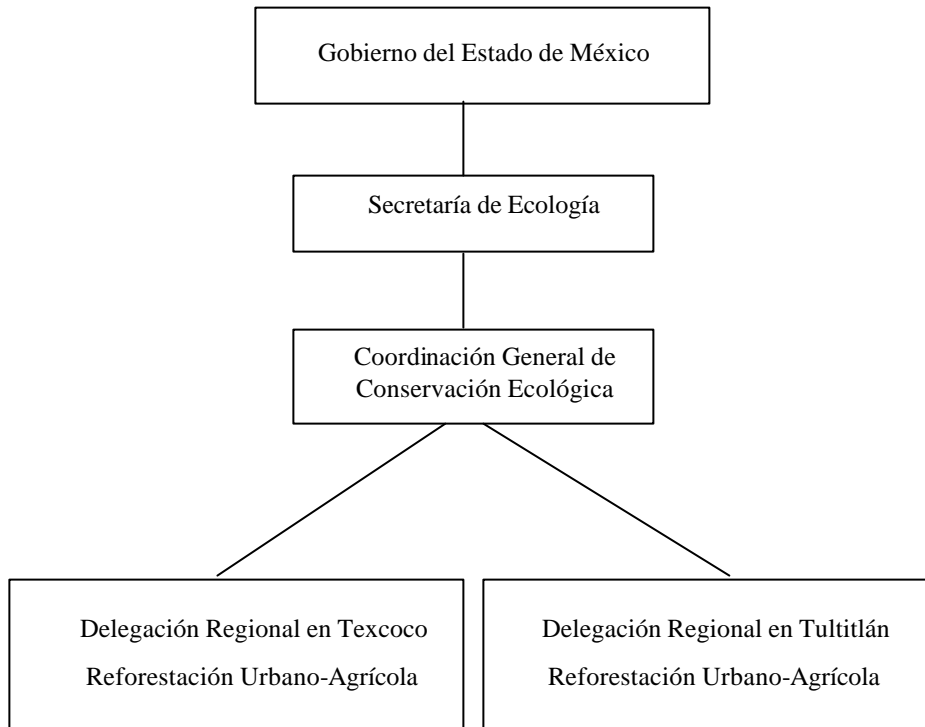 Gobierno del Estado de México
Secretaría de Ecología
Coordinación General de
Conservación Ecológica
Delegación Regional en Texcoco
Reforestación Urbano-Agrícola
Delegación Regional en Tultitlán
Reforestación Urbano-Agrícola